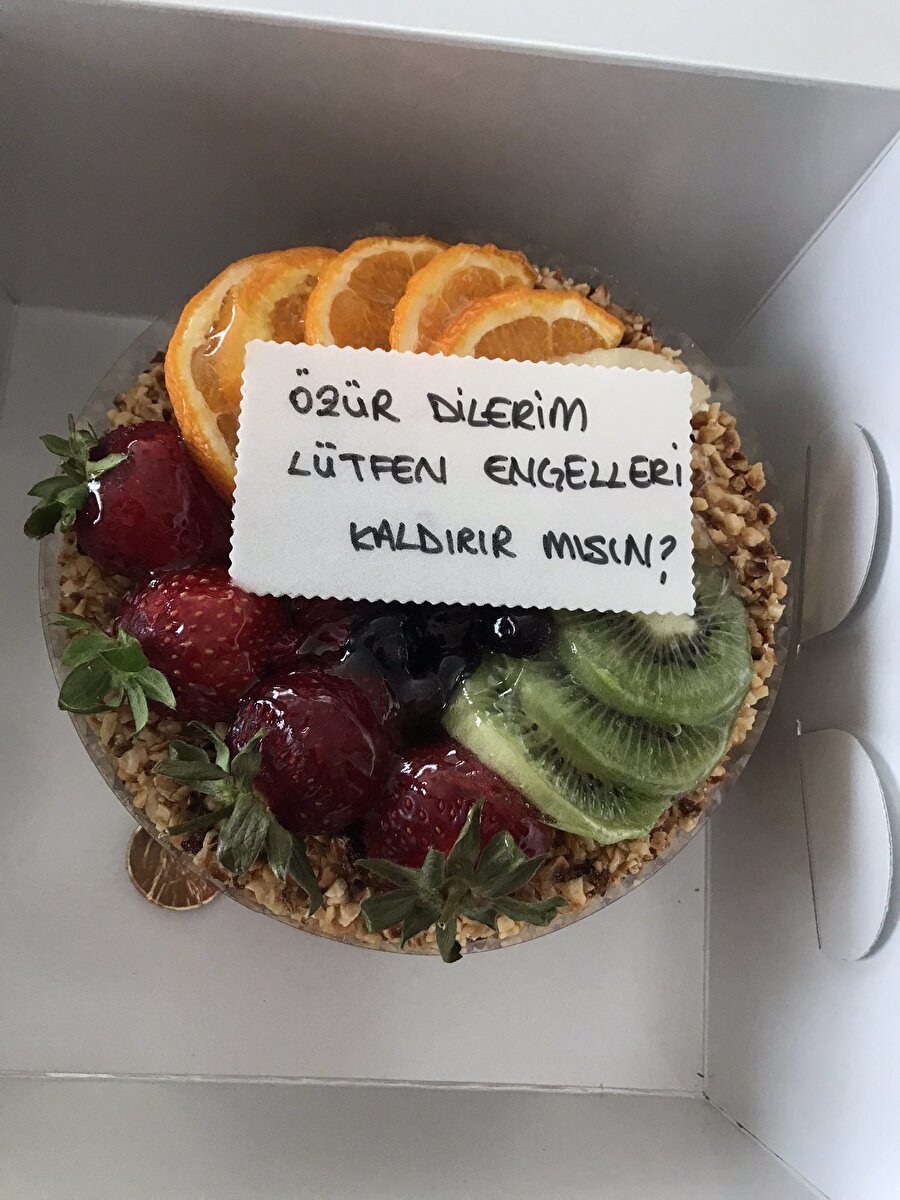 ÖZÜR DİLERİM
LÜTFEN ENGELLERİ
KALDIRIR MISIN?